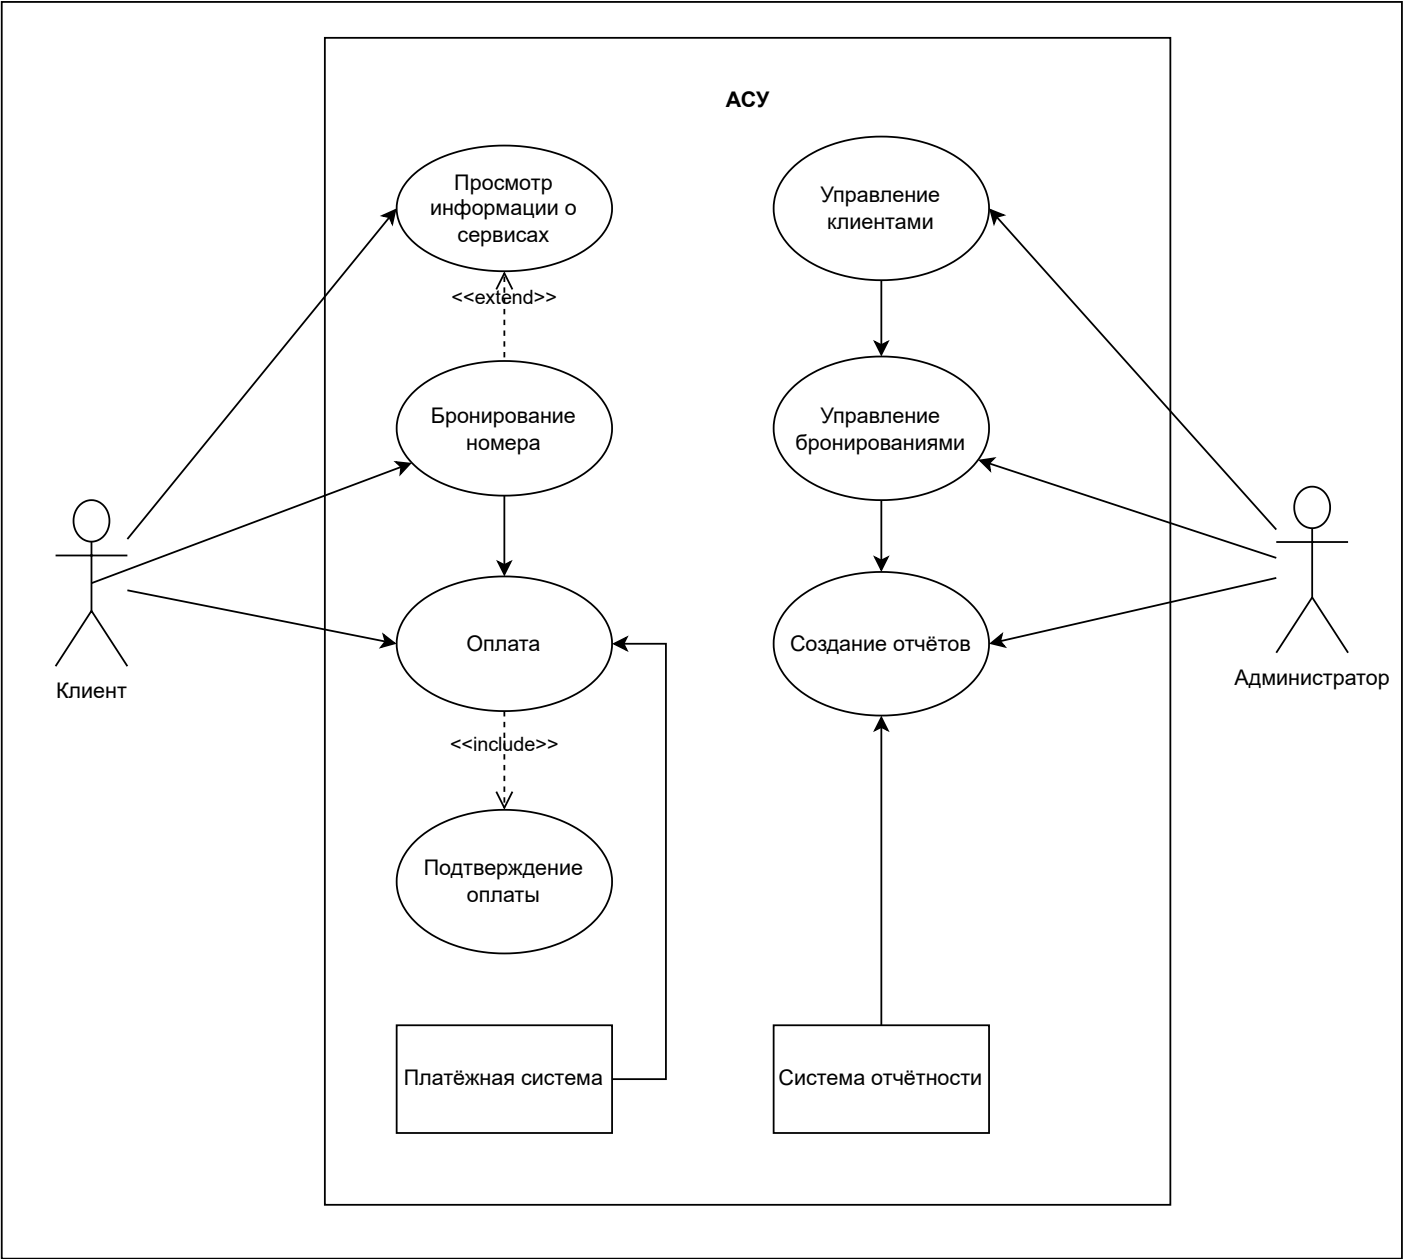 АСУ
Просмотр
информации о
сервисах
Управление
клиентами
<<extend>>
Бронирование
номера
Управление
бронированиями
Оплата
Создание отчётов
Клиент
Администратор
<<include>>
Подтверждение
оплаты
Платёжная система
Система отчётности